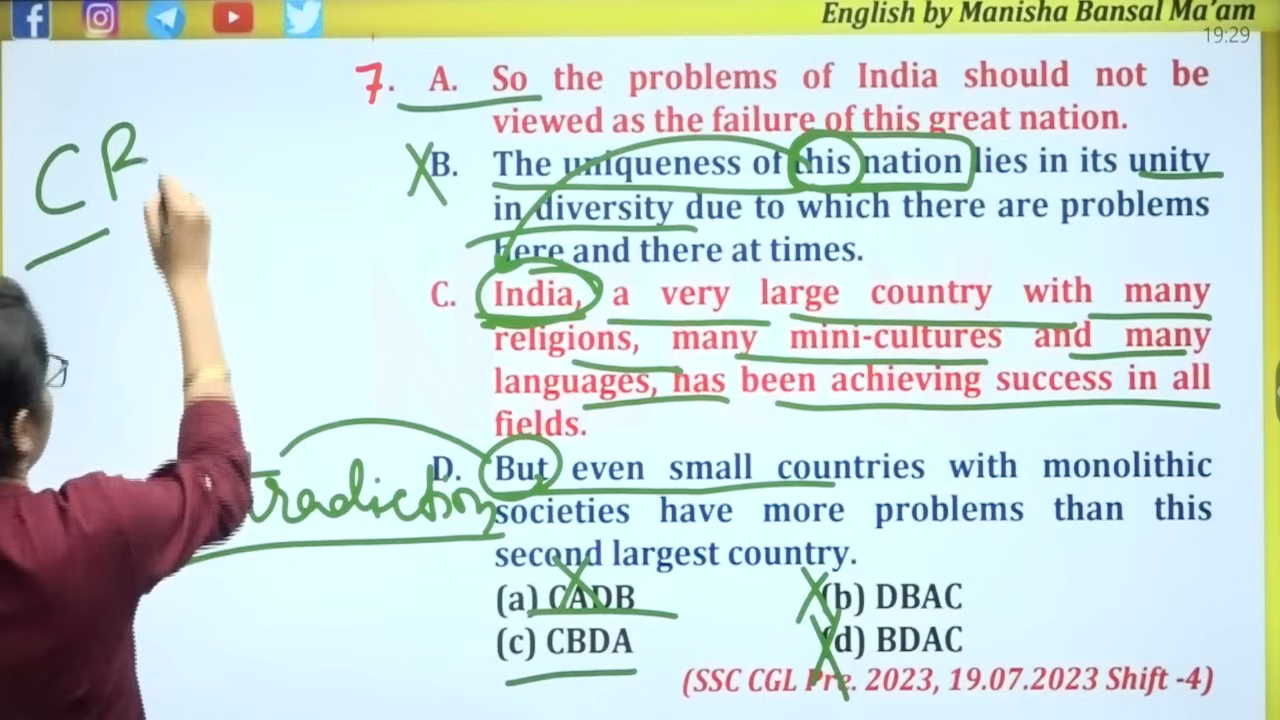 English by Manisha Bansal Ma'am
19:29
7. A. So the problems of India should not be
viewed as the failure of this great nation.
B. The uniqueness of this nation lies in its unity
in diversity due to which there are problems
here and there at times.
C. India, a very large country with many
religions, many mini-cultures and many
languages, has been achieving success in all
fields.
D. But even small countries with monolithic
societies have more problems than this
second largest country.
(a) CADB (b) DBAC
(c) CBDA (d) BDAC
(SSC CGL Pre. 2023, 19.07.2023 Shift -4)
CB
tradiction